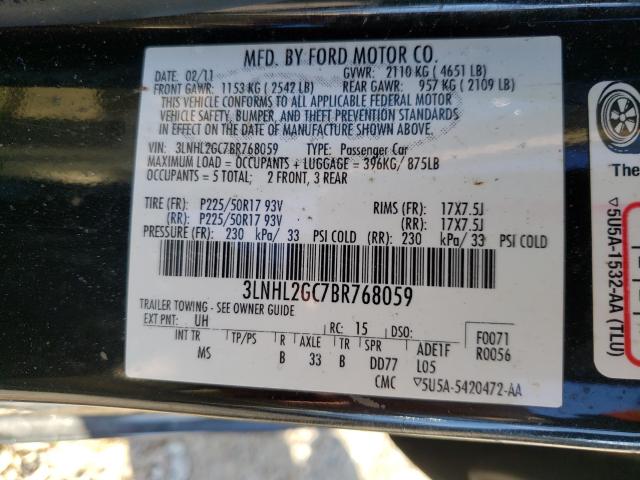 MFD. BY FORD MOTOR CO.
DATE: 02/11 GVWR: 2110 KG ( 4651 LB)
FRONT GAWR: 1153 KG ( 2542 LB) REAR GAWR: 957 KG ( 2109 LB)
THIS VEHICLE CONFORMS TO ALL APPLICABLE FEDERAL MOTOR
VEHICLE SAFETY, BUMPER, AND THEFT PREVENTION STANDARDS
IN EFFECT ON THE DATE OF MANUFACTURE SHOWN ABOVE.
VIN: 3LNHL2GC7BR768059 TYPE: Passenger Car
MAXIMUM LOAD = OCCUPANTS + LUGGAGE = 396KG/ 875LB
OCCUPANTS = 5 TOTAL; 2 FRONT, 3 REAR
TIRE (FR): P225/50R17 93V RIMS (FR): 17X7.5J
(RR): P225/50R17 93V (RR): 17X7.5J
PRESSURE (FR): 230 kPa/ 33 PSI COLD (RR): 230 kPa/ 33 PSI COLD
3LNHL2GC7BR768059
TRAILER TOWING - SEE OWNER GUIDE
EXT PNT: UH RC: 15 DSO: F0071
INT TR TP/PS R AXLE TR SPR ADE1F R0056
MS B 33 B DD77 L05
CMC 5U5A-5420472-AA
The
5U5A-1532-AA (TLU)